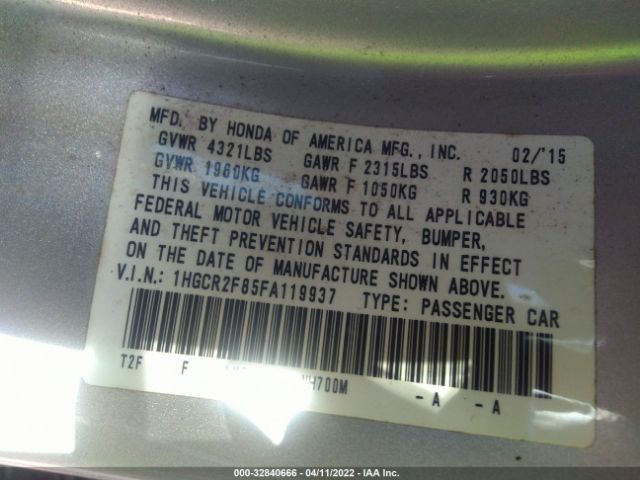 MFD. BY HONDA OF AMERICA MFG., INC. 02/'15
GVWR 4321LBS GAWR F 2315LBS R 2050LBS
GVWR 1960KG GAWR F 1050KG R 930KG
THIS VEHICLE CONFORMS TO ALL APPLICABLE
FEDERAL MOTOR VEHICLE SAFETY, BUMPER,
AND THEFT PREVENTION STANDARDS IN EFFECT
ON THE DATE OF MANUFACTURE SHOWN ABOVE.
V.I.N.: 1HGCR2F85FA119937 TYPE: PASSENGER CAR
T2F F NH700M -A -A
000-32840666 - 04/11/2022 - IAA Inc.